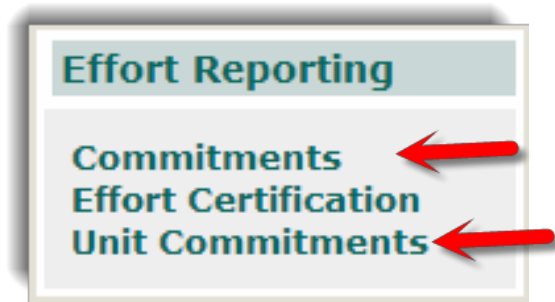 Effort Reporting
Commitments
Effort Certification
Unit Commitments